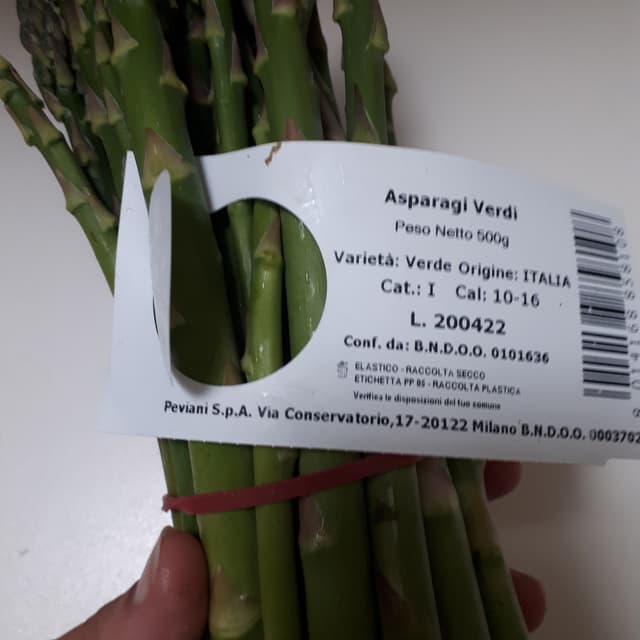 Asparagi Verdi
Peso Netto 500g
Varietà: Verde Origine: ITALIA
Cat.: I Cal: 10-16
L. 200422
Conf. da: B.N.D.O.O. 0101636
ELASTICO - RACCOLTA SECCO
ETICHETTA PP 05 - RACCOLTA PLASTICA
Verifica le disposizioni del tuo comune
Peviani S.p.A. Via Conservatorio,17-20122 Milano B.N.D.O.O. 0003702